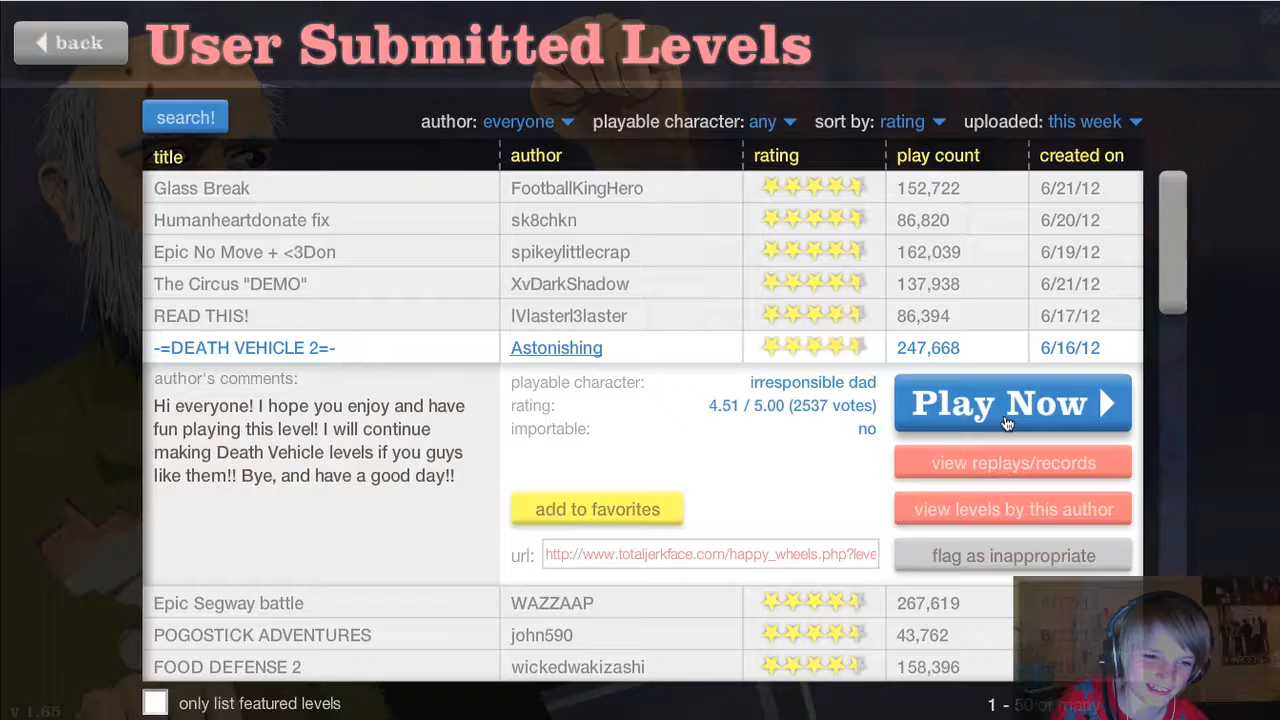 back
User Submitted Levels
search!
author: everyone playable character: any sort by: rating uploaded: this week
title author rating play count created on
Glass Break FootballKingHero 152,722 6/21/12
Humanheartdonate fix sk8chkn 86,820 6/20/12
Epic No Move + <3Don spikeylittlecrap 162,039 6/19/12
The Circus "DEMO" XvDarkShadow 137,938 6/21/12
READ THIS! lVlasterl3laster 86,394 6/17/12
-=DEATH VEHICLE 2=- Astonishing 247,668 6/16/12
author's comments:
Hi everyone! I hope you enjoy and have
fun playing this level! I will continue
making Death Vehicle levels if you guys
like them!! Bye, and have a good day!!
playable character: irresponsible dad
rating: 4.51 / 5.00 (2537 votes)
importable: no
add to favorites
url: http://www.totaljerkface.com/happy_wheels.php?leve
Play Now
view replays/records
view levels by this author
flag as inappropriate
Epic Segway battle WAZZAAP 267,619
POGOSTICK ADVENTURES john590 43,762
FOOD DEFENSE 2 wickedwakizashi 158,396
only list featured levels
1 - 50 of many
v 1.65